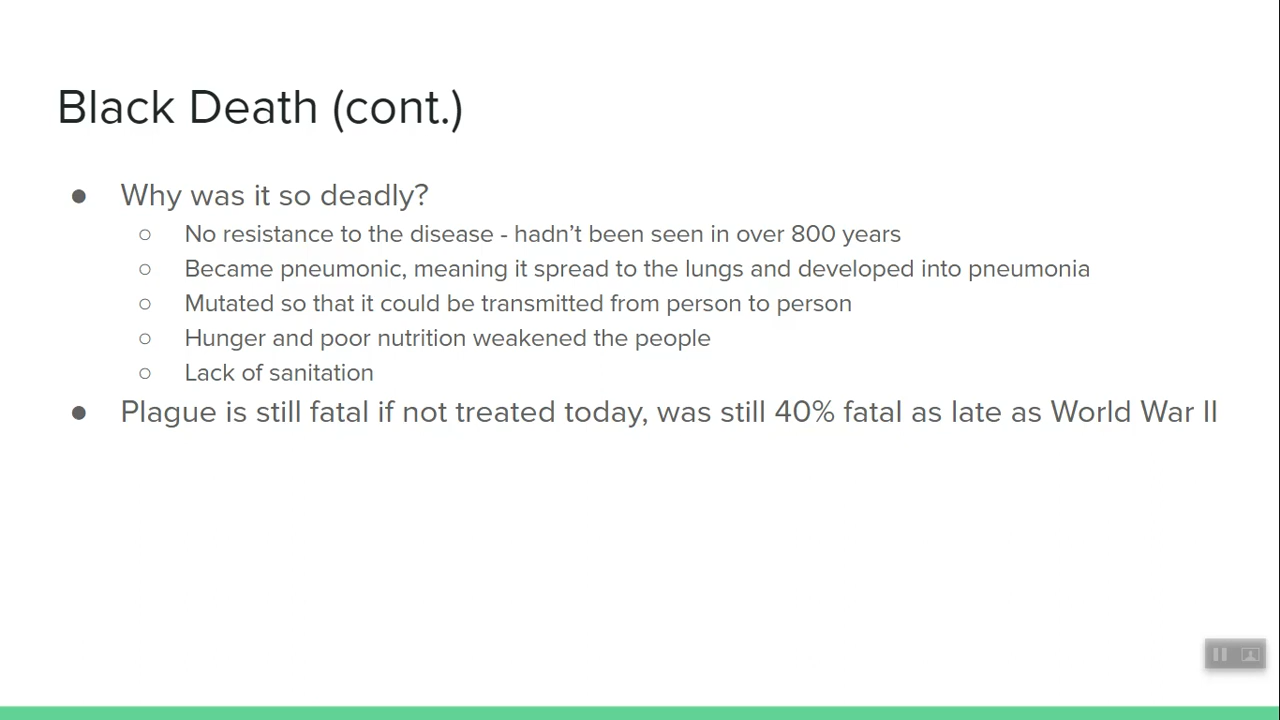 Black Death (cont.)
● Why was it so deadly?
○ No resistance to the disease - hadn’t been seen in over 800 years
○ Became pneumonic, meaning it spread to the lungs and developed into pneumonia
○ Mutated so that it could be transmitted from person to person
○ Hunger and poor nutrition weakened the people
○ Lack of sanitation
● Plague is still fatal if not treated today, was still 40% fatal as late as World War II